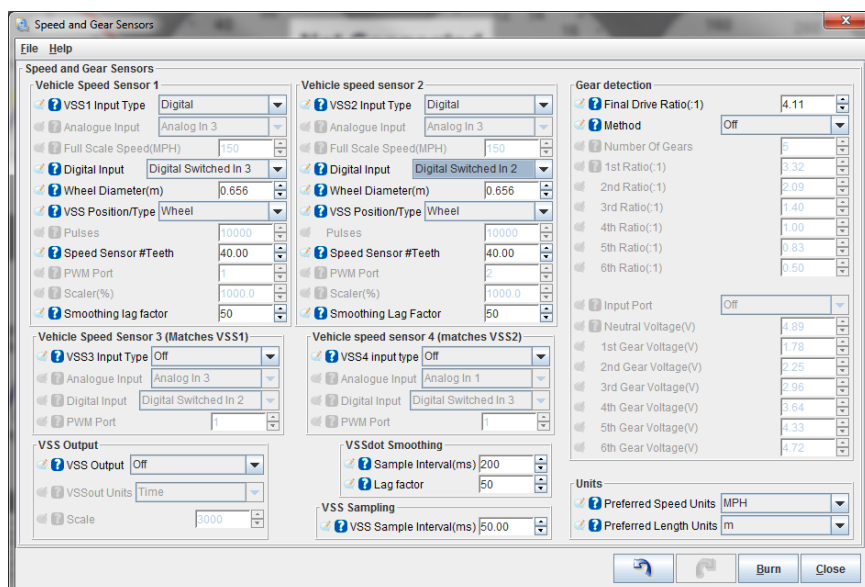 Speed and Gear Sensors
File Help
Speed and Gear Sensors
Vehicle Speed Sensor 1
VSS1 Input Type Digital
Analogue Input Analog In 3
Full Scale Speed(MPH) 150
Digital Input Digital Switched In 3
Wheel Diameter(m) 0.656
VSS Position/Type Wheel
Pulses 10000
Speed Sensor #Teeth 40.00
PWM Port 1
Scaler(%) 1000.0
Smoothing lag factor 50
Vehicle speed sensor 2
VSS2 Input Type Digital
Analogue Input Analog In 3
Full Scale Speed(MPH) 150
Digital Input Digital Switched In 2
Wheel Diameter(m) 0.656
VSS Position/Type Wheel
Pulses 10000
Speed Sensor #Teeth 40.00
PWM Port 2
Scaler(%) 1000.0
Smoothing Lag Factor 50
Gear detection
Final Drive Ratio(:1) 4.11
Method Off
Number Of Gears 5
1st Ratio(:1) 3.32
2nd Ratio(:1) 2.09
3rd Ratio(:1) 1.40
4th Ratio(:1) 1.00
5th Ratio(:1) 0.83
6th Ratio(:1) 0.50
Input Port Off
Neutral Voltage(V) 4.89
1st Gear Voltage(V) 1.78
2nd Gear Voltage(V) 2.25
3rd Gear Voltage(V) 2.96
4th Gear Voltage(V) 3.64
5th Gear Voltage(V) 4.33
6th Gear Voltage(V) 4.72
Vehicle Speed Sensor 3 (Matches VSS1)
VSS3 Input Type Off
Analogue Input Analog In 3
Digital Input Digital Switched In 2
PWM Port 1
Vehicle speed sensor 4 (matches VSS2)
VSS4 input type Off
Analogue Input Analog In 1
Digital Input Digital Switched In 3
PWM Port 1
VSS Output
VSS Output Off
VSSout Units Time
Scale 3000
VSSdot Smoothing
Sample Interval(ms) 200
Lag factor 50
VSS Sampling
VSS Sample Interval(ms) 50.00
Units
Preferred Speed Units MPH
Preferred Length Units m
Burn Close